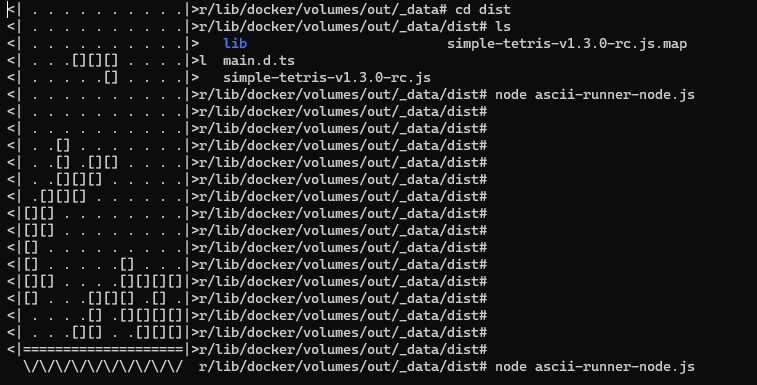 <| . . . . . . . . . .|>r/lib/docker/volumes/out/_data# cd dist
<| . . . . . . . . . .|>r/lib/docker/volumes/out/_data/dist# ls
<| . . . . . . . . . .|>   lib                         simple-tetris-v1.3.0-rc.js.map
<| . . .[][][] . . . .|>l  main.d.ts
<| . . . . .[] . . . .|>   simple-tetris-v1.3.0-rc.js
<| . . . . . . . . . .|>r/lib/docker/volumes/out/_data/dist# node ascii-runner-node.js
<| . . . . . . . . . .|>r/lib/docker/volumes/out/_data/dist#
<| . . . . . . . . . .|>r/lib/docker/volumes/out/_data/dist#
<| . .[] . . . . . . .|>r/lib/docker/volumes/out/_data/dist#
<| . .[] .[][] . . . .|>r/lib/docker/volumes/out/_data/dist#
<| . .[][][] . . . . .|>r/lib/docker/volumes/out/_data/dist#
<| .[][][] . . . . . .|>r/lib/docker/volumes/out/_data/dist#
<|[][] . . . . . . . .|>r/lib/docker/volumes/out/_data/dist#
<|[][] . . . . . . . .|>r/lib/docker/volumes/out/_data/dist#
<|[] . . . . . . . . .|>r/lib/docker/volumes/out/_data/dist#
<|[] . . . . .[] . . .|>r/lib/docker/volumes/out/_data/dist#
<|[][] . . . .[][][][]|>r/lib/docker/volumes/out/_data/dist#
<|[] . . .[][][] .[] .|>r/lib/docker/volumes/out/_data/dist#
<| . . . .[] .[][][][]|>r/lib/docker/volumes/out/_data/dist#
<| . . .[][] . .[][][]|>r/lib/docker/volumes/out/_data/dist#
<|====================|>r/lib/docker/volumes/out/_data/dist#
  \/\/\/\/\/\/\/\/\/\/  r/lib/docker/volumes/out/_data/dist# node ascii-runner-node.js